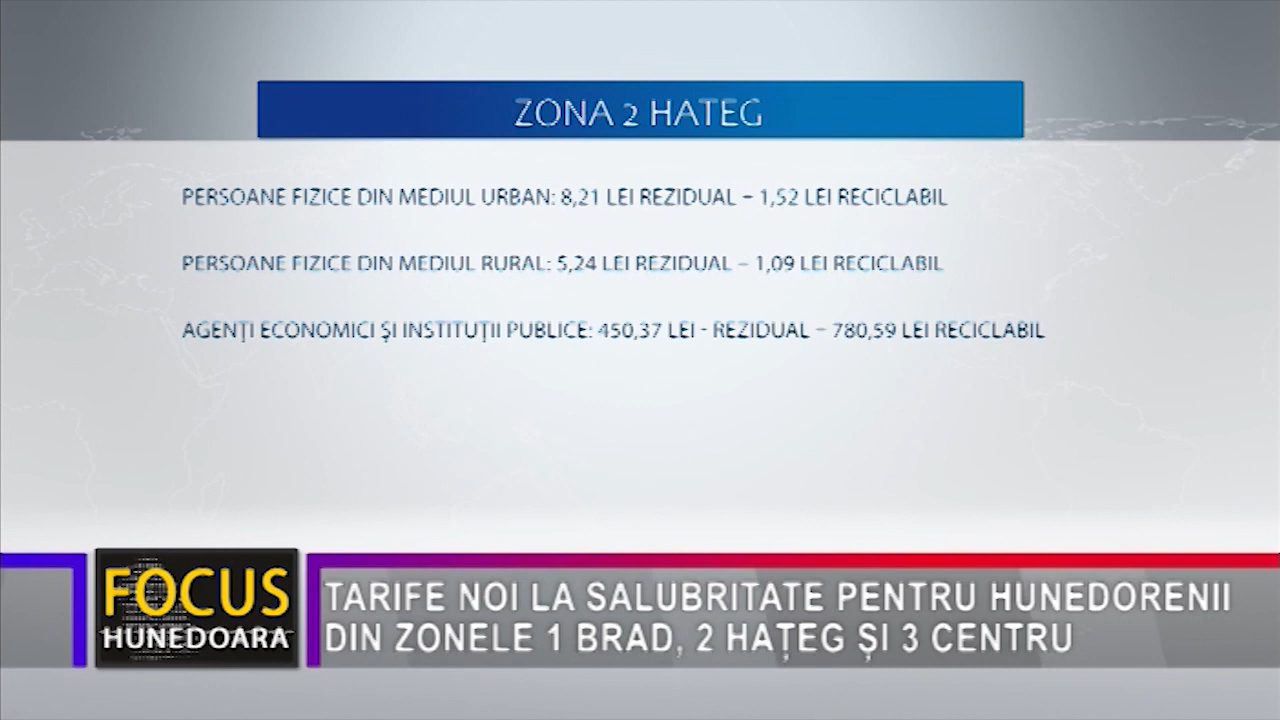 ZONA 2 HATEG
PERSOANE FIZICE DIN MEDIUL URBAN: 8,21 LEI REZIDUAL – 1,52 LEI RECICLABIL
PERSOANE FIZICE DIN MEDIUL RURAL: 5,24 LEI REZIDUAL – 1,09 LEI RECICLABIL
AGENȚI ECONOMICI ȘI INSTITUȚII PUBLICE: 450,37 LEI - REZIDUAL – 780,59 LEI RECICLABIL
FOCUS
HUNEDOARA
TARIFE NOI LA SALUBRITATE PENTRU HUNEDORENII
DIN ZONELE 1 BRAD, 2 HAȚEG ȘI 3 CENTRU